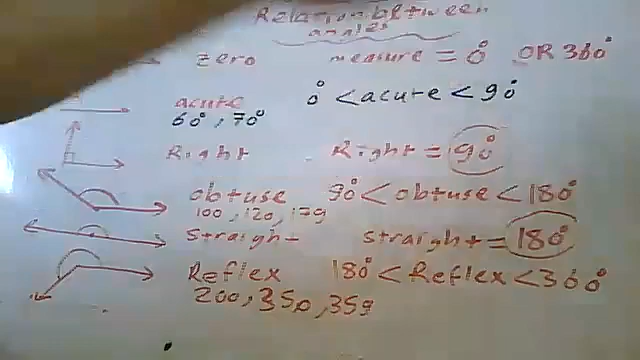 Relation between
angles
zero measure = 0° OR 360°
acute 0° < acute < 90°
60°, 70°
Right Right = 90°
obtuse 90° < obtuse < 180°
100, 120, 179
straight straight = 180°
Reflex 180° < Reflex < 360°
200, 350, 359